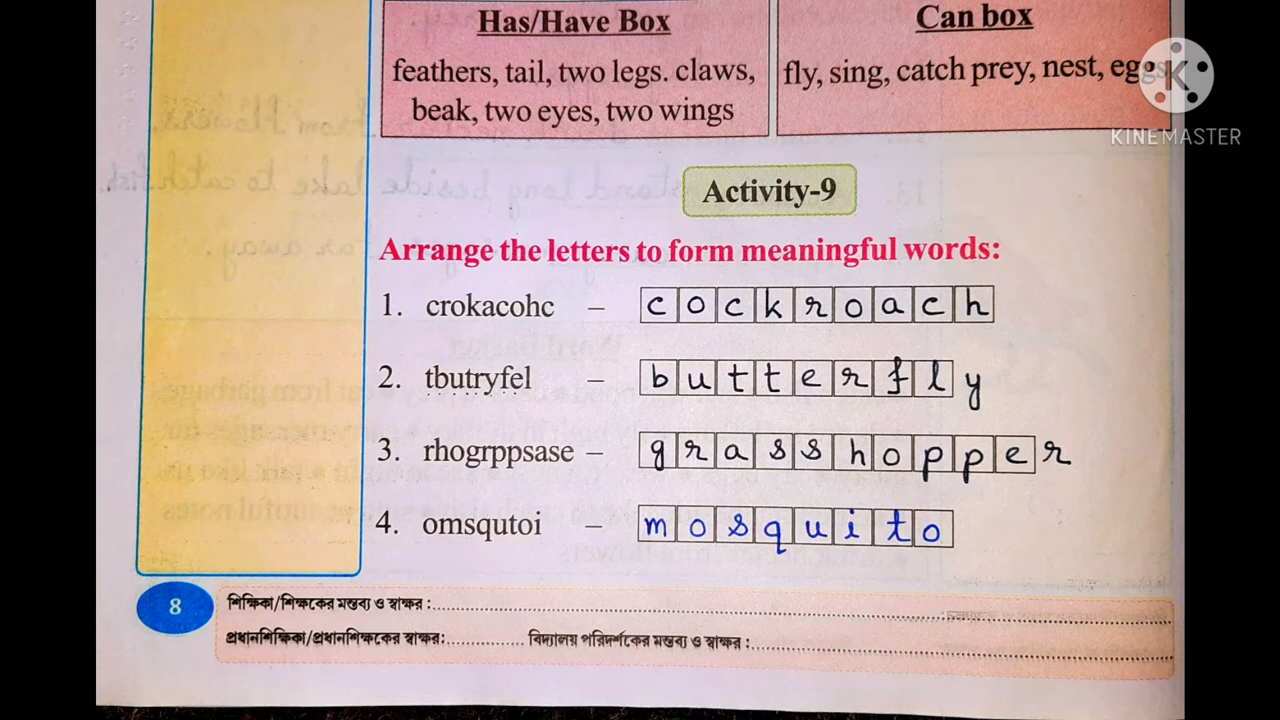 Has/Have Box
feathers, tail, two legs. claws,
beak, two eyes, two wings
Can box
fly, sing, catch prey, nest, eggs
KINEMASTER
Activity-9
Arrange the letters to form meaningful words:
1. crokacohc – cockroach
2. tbutryfel – butterfly
3. rhogrppsase – grasshopper
4. omsqutoi – mosquito
8
শিক্ষিকা/শিক্ষকের মন্তব্য ও স্বাক্ষর :
প্রধানশিক্ষিকা/প্রধানশিক্ষকের স্বাক্ষর: বিদ্যালয় পরিদর্শকের মন্তব্য ও স্বাক্ষর :